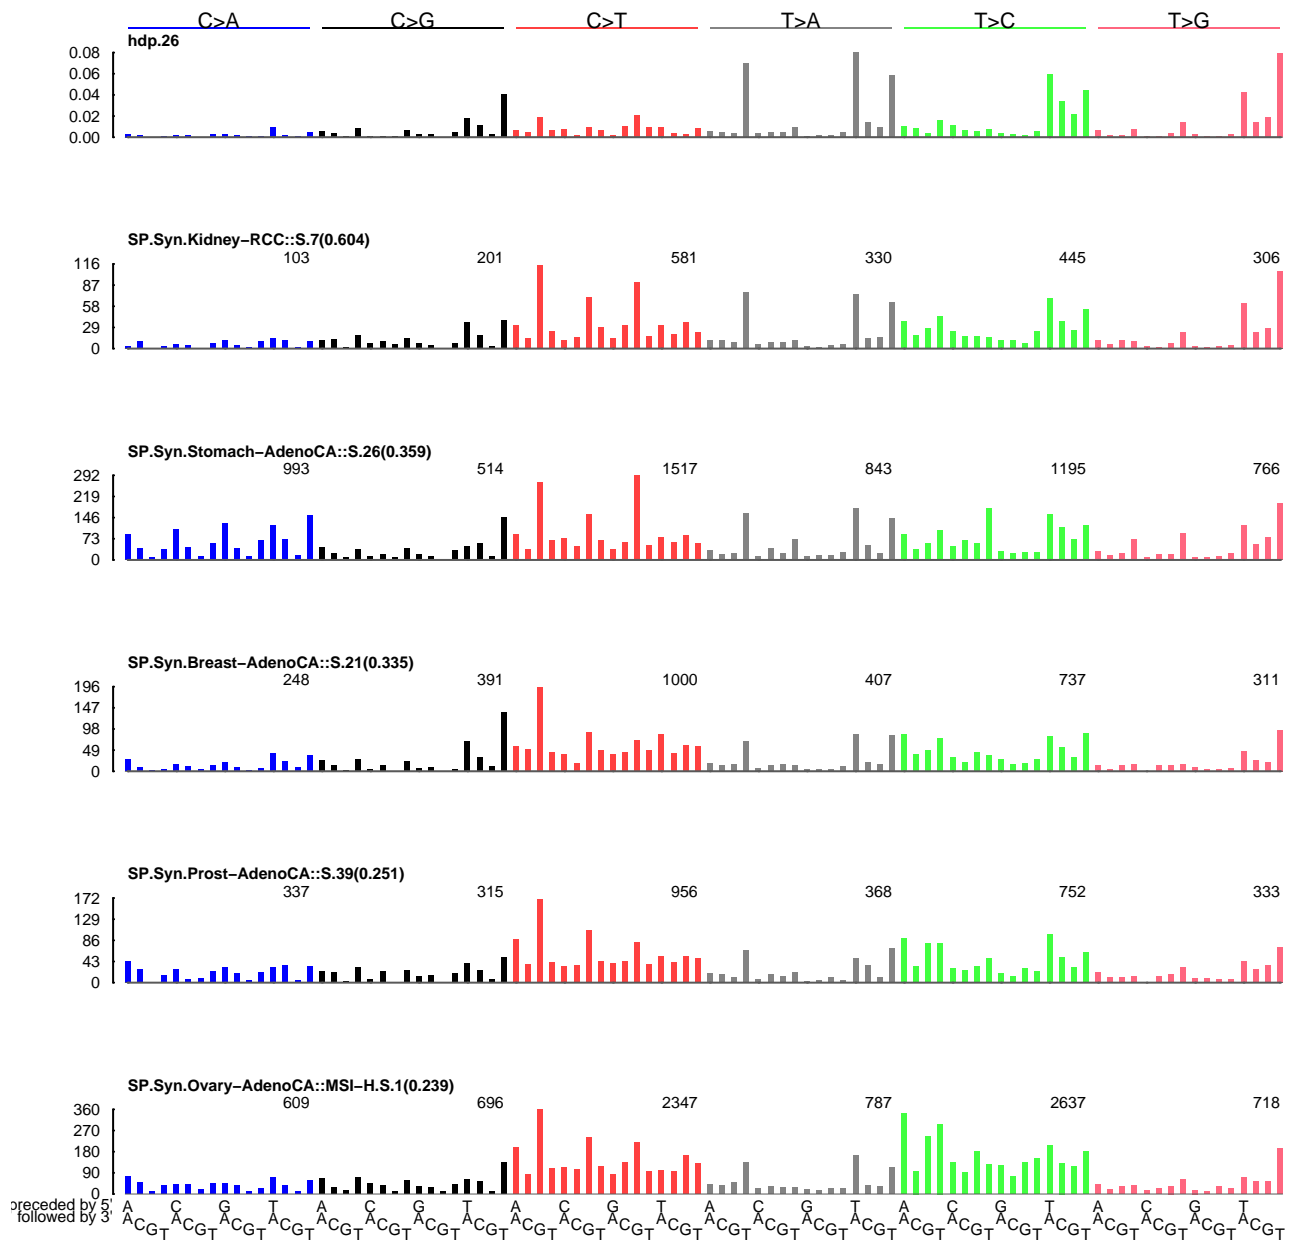 C>A C>G C>T T>A T>C T>G
hdp.26
0.08
0.06
0.04
0.02
0.00
SP.Syn.Kidney−RCC::S.7(0.604)
103 201 581 330 445 306
116
87
58
29
0
SP.Syn.Stomach−AdenoCA::S.26(0.359)
993 514 1517 843 1195 766
292
219
146
73
0
SP.Syn.Breast−AdenoCA::S.21(0.335)
248 391 1000 407 737 311
196
147
98
49
0
SP.Syn.Prost−AdenoCA::S.39(0.251)
337 315 956 368 752 333
172
129
86
43
0
SP.Syn.Ovary−AdenoCA::MSI−H.S.1(0.239)
609 696 2347 787 2637 718
360
270
180
90
0
preceded by 5' A C G T A C G T A C G T A C G T A C G T A C G T
followed by 3' ACGT ACGT ACGT ACGT ACGT ACGT ACGT ACGT ACGT ACGT ACGT ACGT ACGT ACGT ACGT ACGT ACGT ACGT ACGT ACGT ACGT ACGT ACGT ACGT